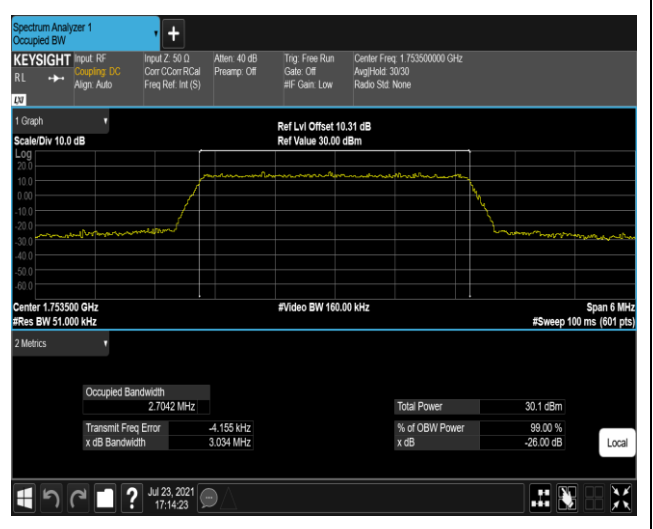 Spectrum Analyzer 1
Occupied BW
+
KEYSIGHT
RL
LXI
Input: RF
Coupling: DC
Align: Auto
Input Z: 50 Ω
Corr CCorr RCal
Freq Ref: Int (S)
Atten: 40 dB
Preamp: Off
Trig: Free Run
Gate: Off
#IF Gain: Low
Center Freq: 1.753500000 GHz
Avg|Hold: 30/30
Radio Std: None
1 Graph
Scale/Div 10.0 dB
Ref Lvl Offset 10.31 dB
Ref Value 30.00 dBm
Log
20.0
10.0
0.00
-10.0
-20.0
-30.0
-40.0
-50.0
-60.0
Center 1.753500 GHz
#Res BW 51.000 kHz
#Video BW 160.00 kHz
Span 6 MHz
#Sweep 100 ms (601 pts)
2 Metrics
Occupied Bandwidth
2.7042 MHz
Transmit Freq Error -4.155 kHz
x dB Bandwidth 3.034 MHz
Total Power 30.1 dBm
% of OBW Power 99.00 %
x dB -26.00 dB
Local
?
Jul 23, 2021
17:14:23